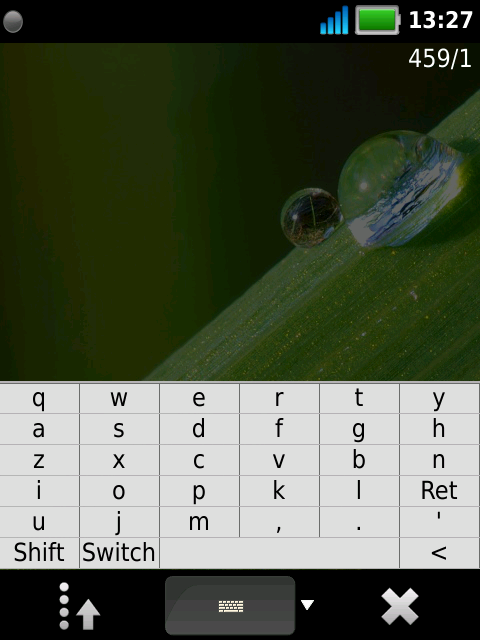 13:27
459/1
q w e r t y
a s d f g h
z x c v b n
i o p k l Ret
u j m , . '
Shift Switch <